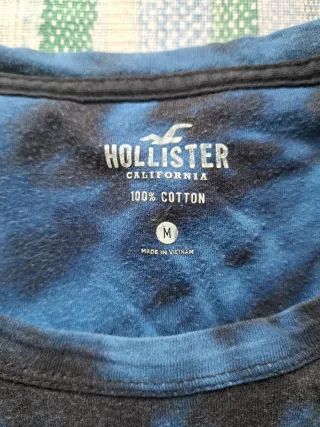 HOLLISTER
CALIFORNIA
100% COTTON
M
MADE IN VIETNAM